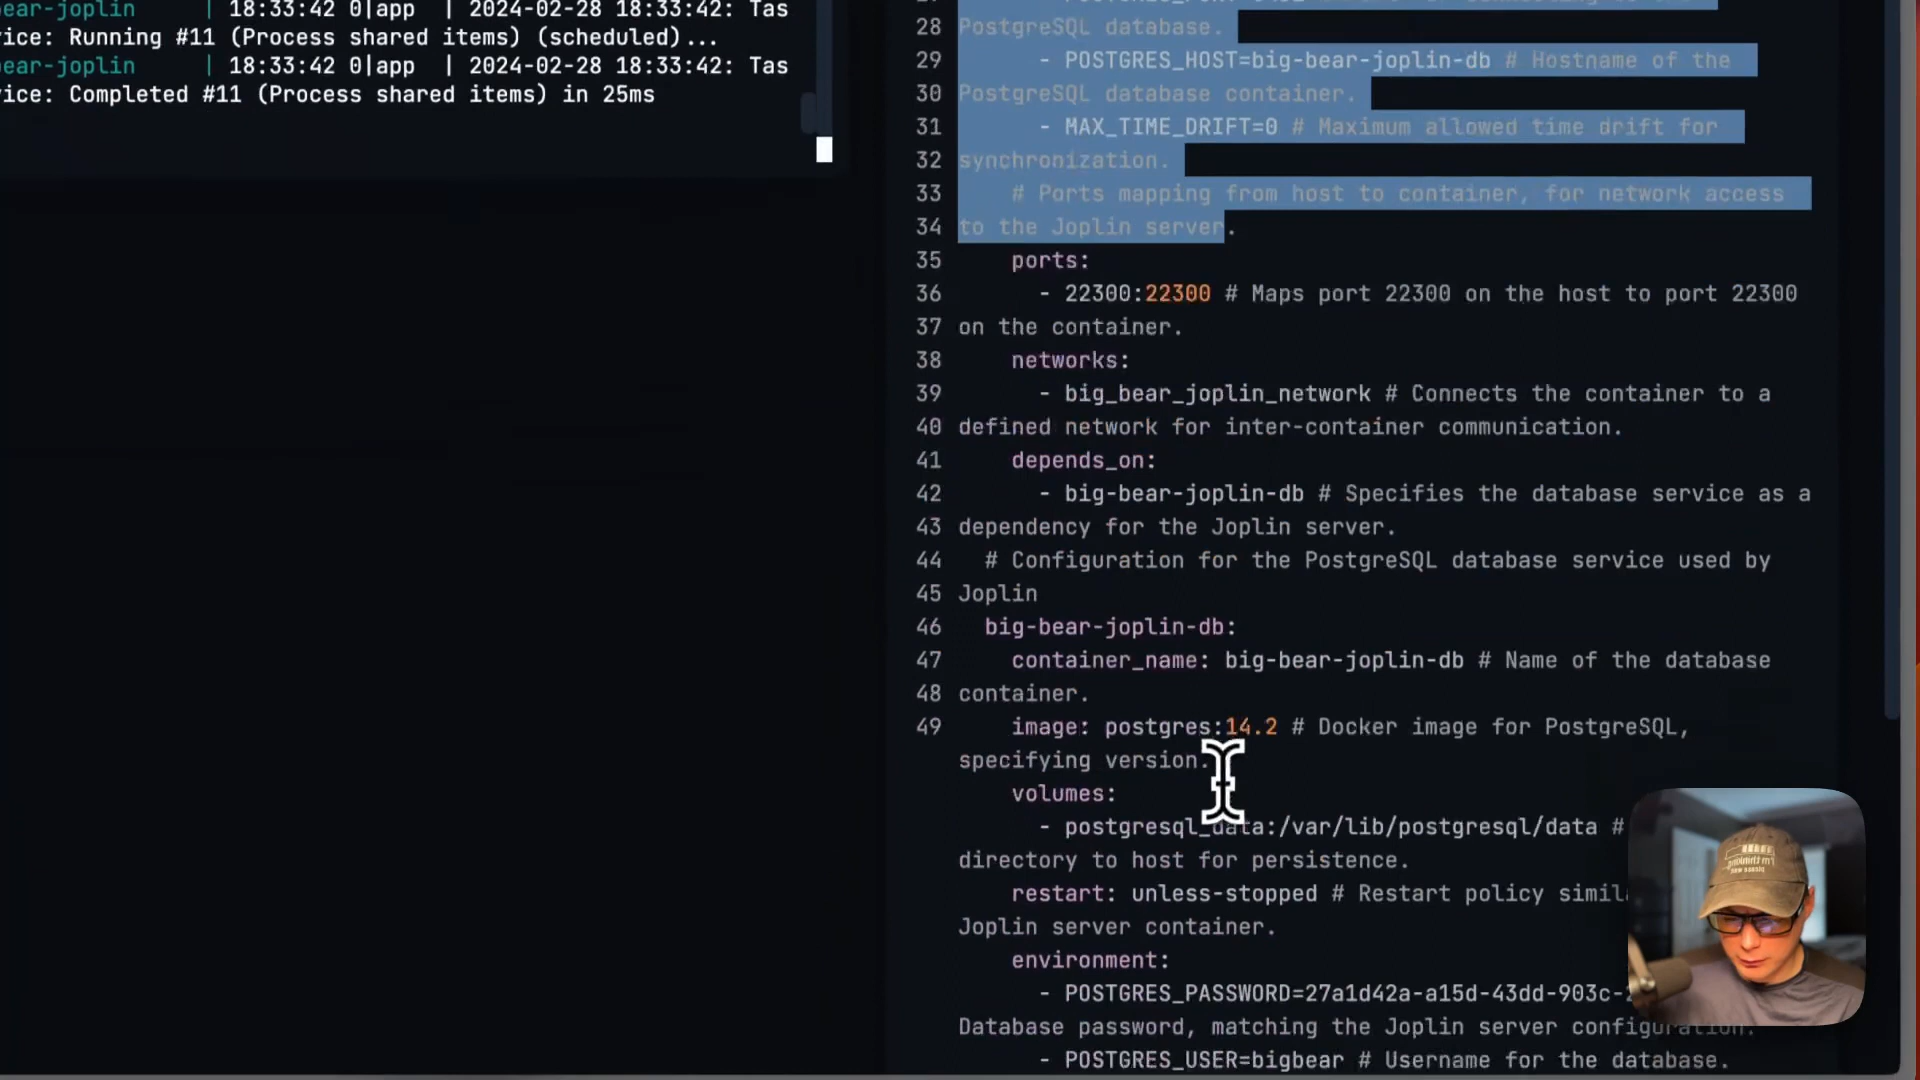 bear-joplin | 18:33:42 0|app | 2024-02-28 18:33:42: Tas
vice: Running #11 (Process shared items) (scheduled)...
bear-joplin | 18:33:42 0|app | 2024-02-28 18:33:42: Tas
vice: Completed #11 (Process shared items) in 25ms
28 PostgreSQL database.
29 - POSTGRES_HOST=big-bear-joplin-db # Hostname of the
30 PostgreSQL database container.
31 - MAX_TIME_DRIFT=0 # Maximum allowed time drift for
32 synchronization.
33 # Ports mapping from host to container, for network access
34 to the Joplin server.
35 ports:
36 - 22300:22300 # Maps port 22300 on the host to port 22300
37 on the container.
38 networks:
39 - big_bear_joplin_network # Connects the container to a
40 defined network for inter-container communication.
41 depends_on:
42 - big-bear-joplin-db # Specifies the database service as a
43 dependency for the Joplin server.
44 # Configuration for the PostgreSQL database service used by
45 Joplin
46 big-bear-joplin-db:
47 container_name: big-bear-joplin-db # Name of the database
48 container.
49 image: postgres:14.2 # Docker image for PostgreSQL,
specifying version.
volumes:
- postgresql_data:/var/lib/postgresql/data #
directory to host for persistence.
restart: unless-stopped # Restart policy simil
Joplin server container.
environment:
- POSTGRES_PASSWORD=27a1d42a-a15d-43dd-903c-
Database password, matching the Joplin server configuration.
- POSTGRES_USER=bigbear # Username for the database.